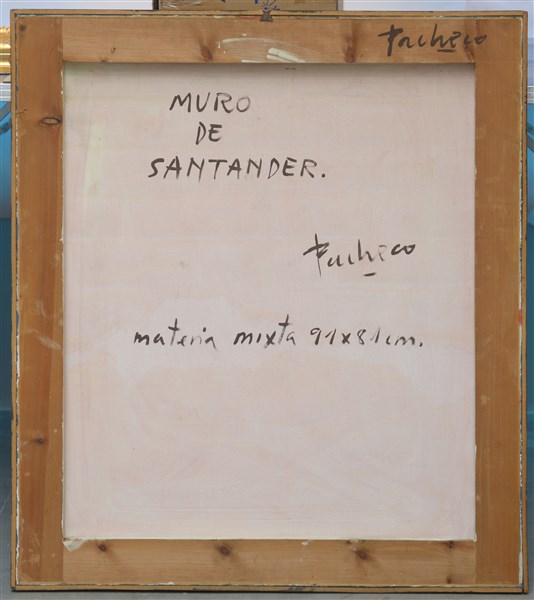 Pacheco
MURO
DE
SANTANDER.
Pacheco
materia mixta 91x81cm.